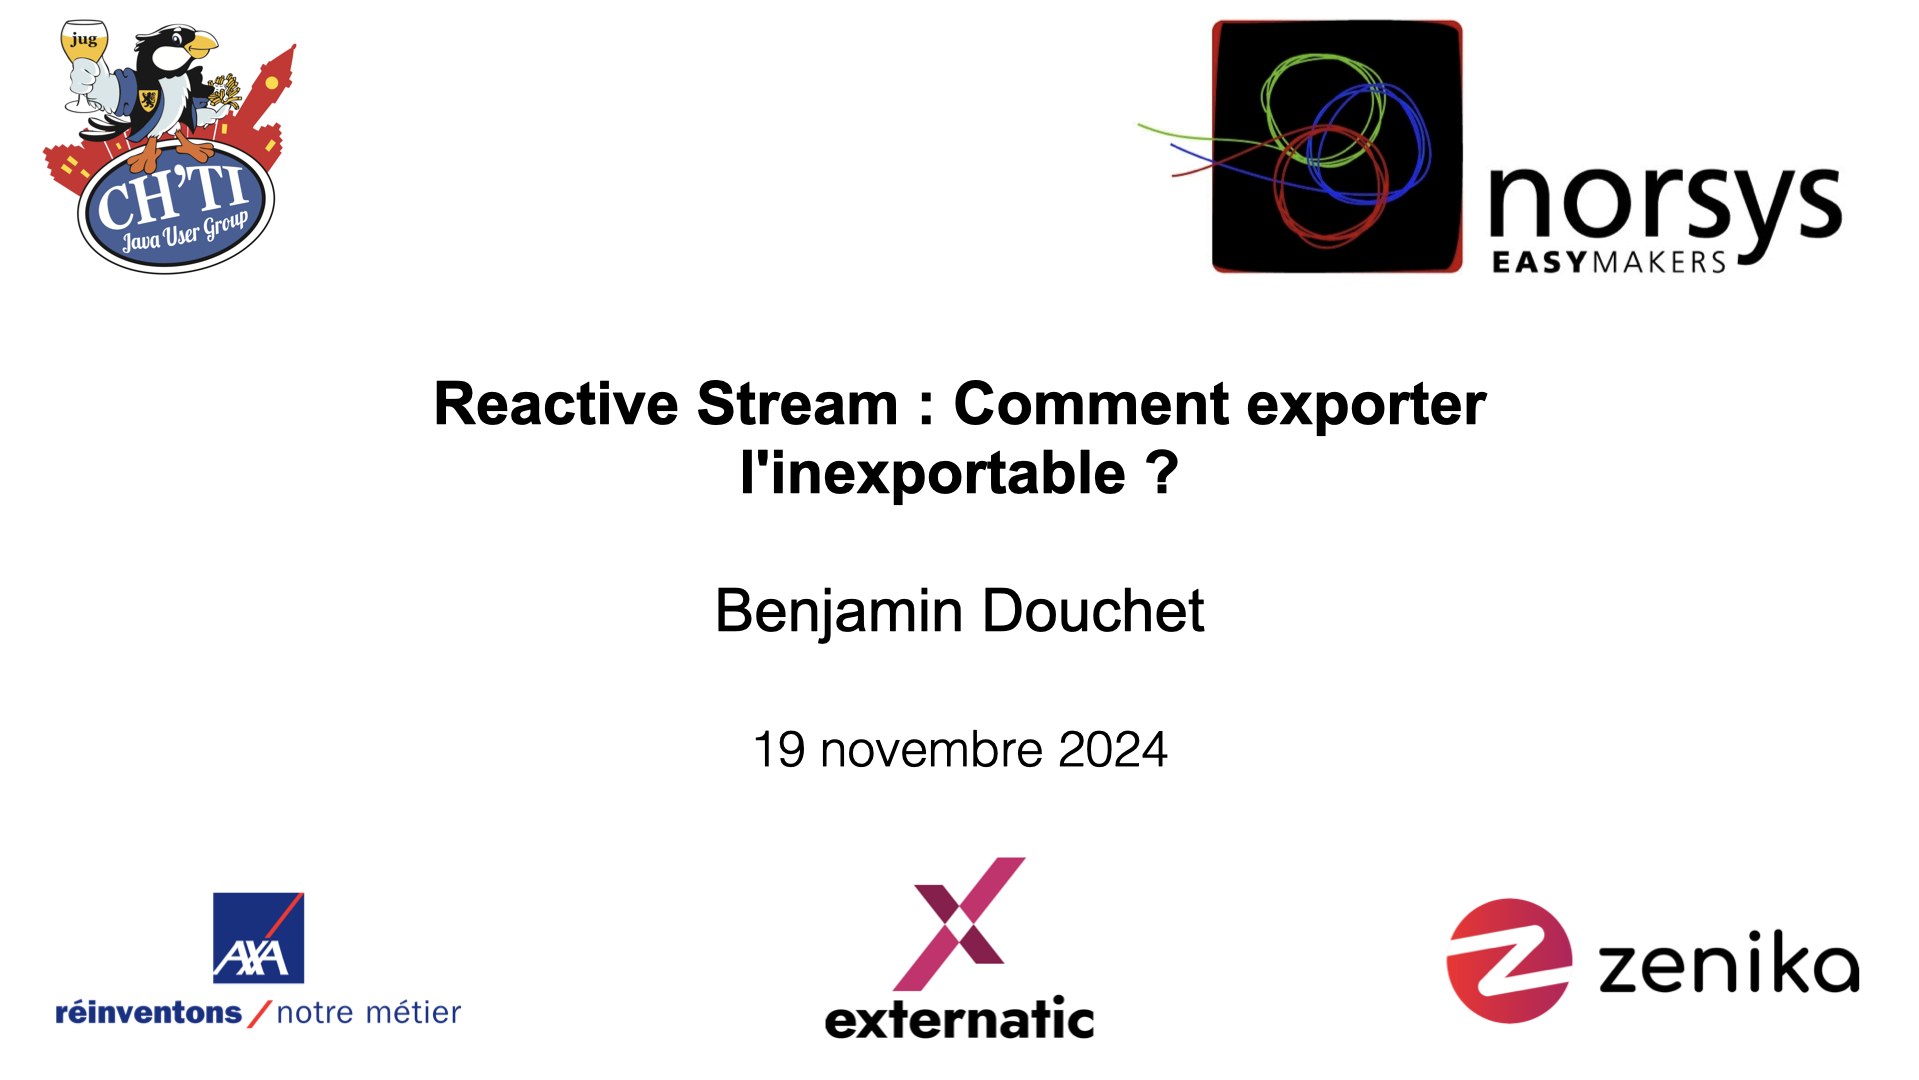 jug
CH'TI
Java User Group
norsys
EASYMAKERS
Reactive Stream : Comment exporter
l'inexportable ?
Benjamin Douchet
19 novembre 2024
AXA
réinventons / notre métier
externatic
zenika